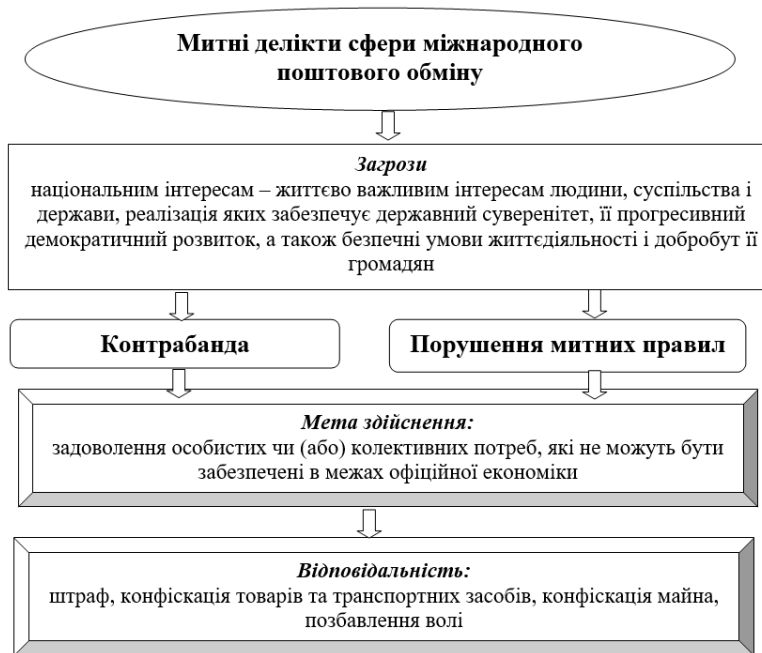 Митні делікти сфери міжнародного
поштового обміну
Загрози
національним інтересам – життєво важливим інтересам людини, суспільства і
держави, реалізація яких забезпечує державний суверенітет, її прогресивний
демократичний розвиток, а також безпечні умови життєдіяльності і добробут її
громадян
Контрабанда
Порушення митних правил
Мета здійснення:
задоволення особистих чи (або) колективних потреб, які не можуть бути
забезпечені в межах офіційної економіки
Відповідальність:
штраф, конфіскація товарів та транспортних засобів, конфіскація майна,
позбавлення волі